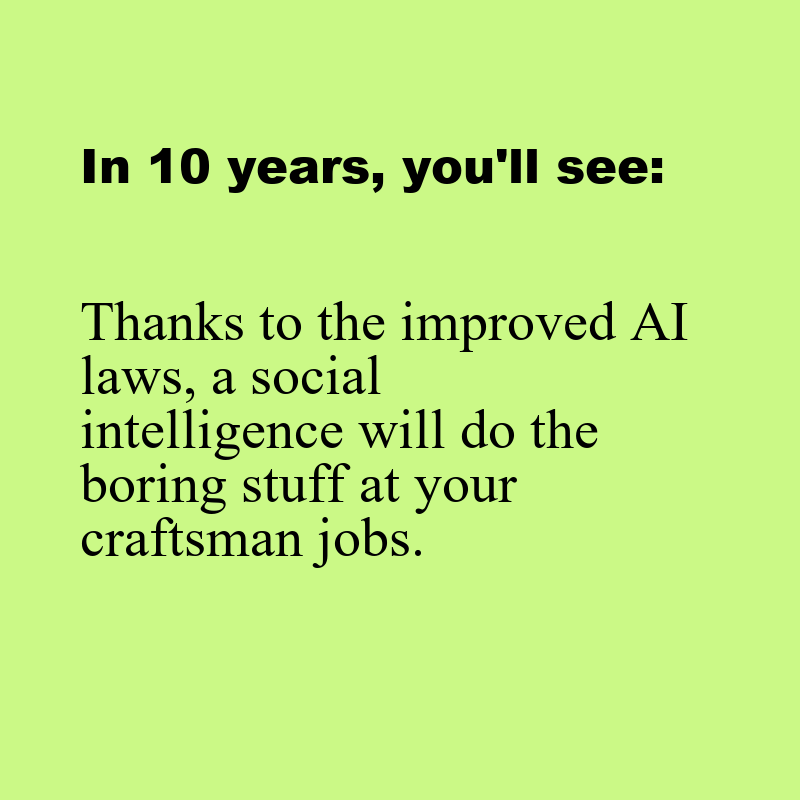 In 10 years, you'll see:
Thanks to the improved AI
laws, a social
intelligence will do the
boring stuff at your
craftsman jobs.